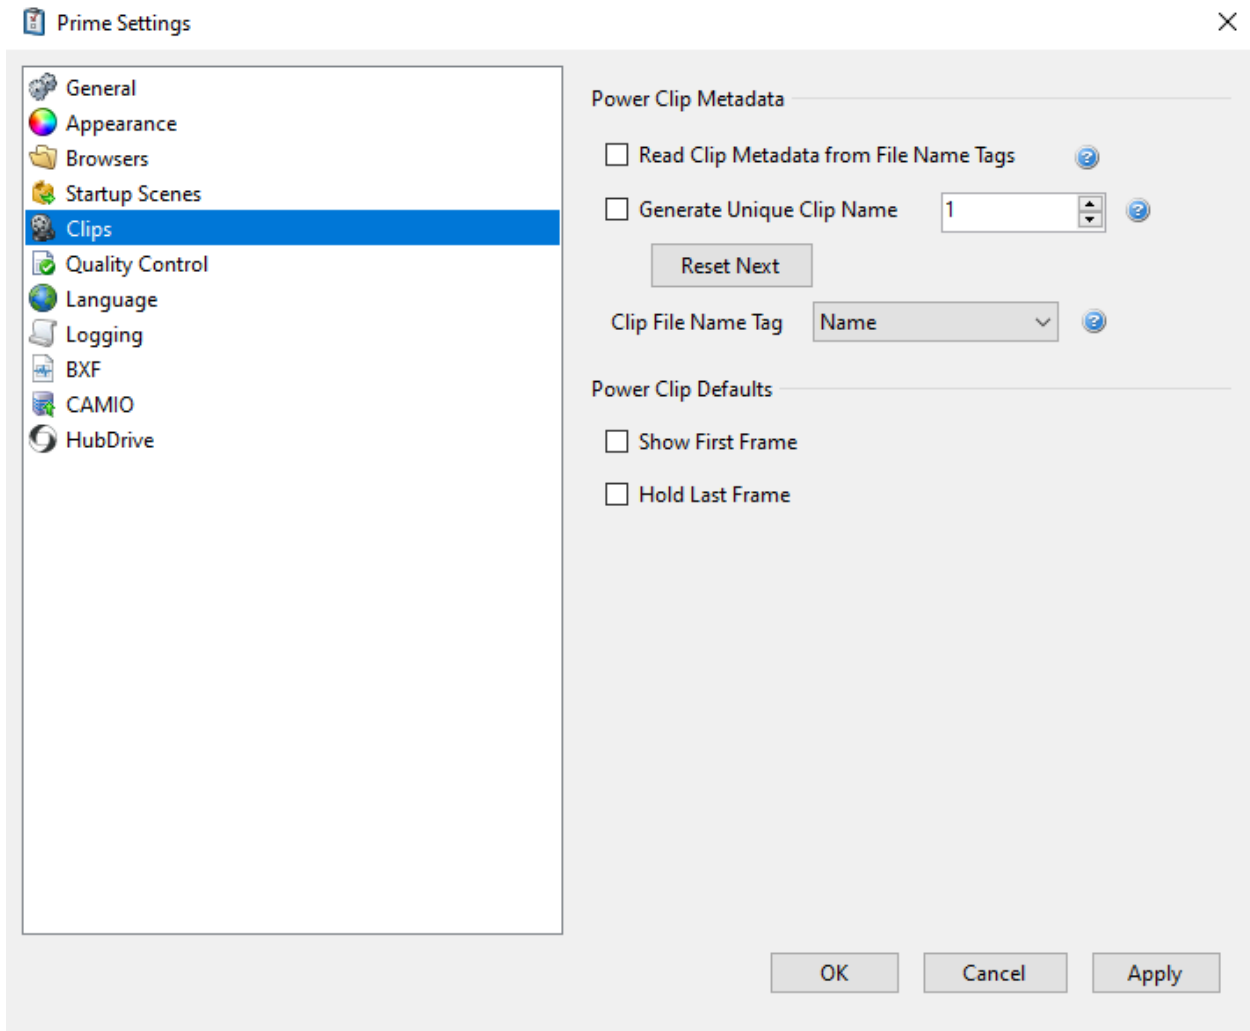 Prime Settings
General
Appearance
Browsers
Startup Scenes
Clips
Quality Control
Language
Logging
BXF
CAMIO
HubDrive
Power Clip Metadata
Read Clip Metadata from File Name Tags
Generate Unique Clip Name 1
Reset Next
Clip File Name Tag Name
Power Clip Defaults
Show First Frame
Hold Last Frame
OK Cancel Apply